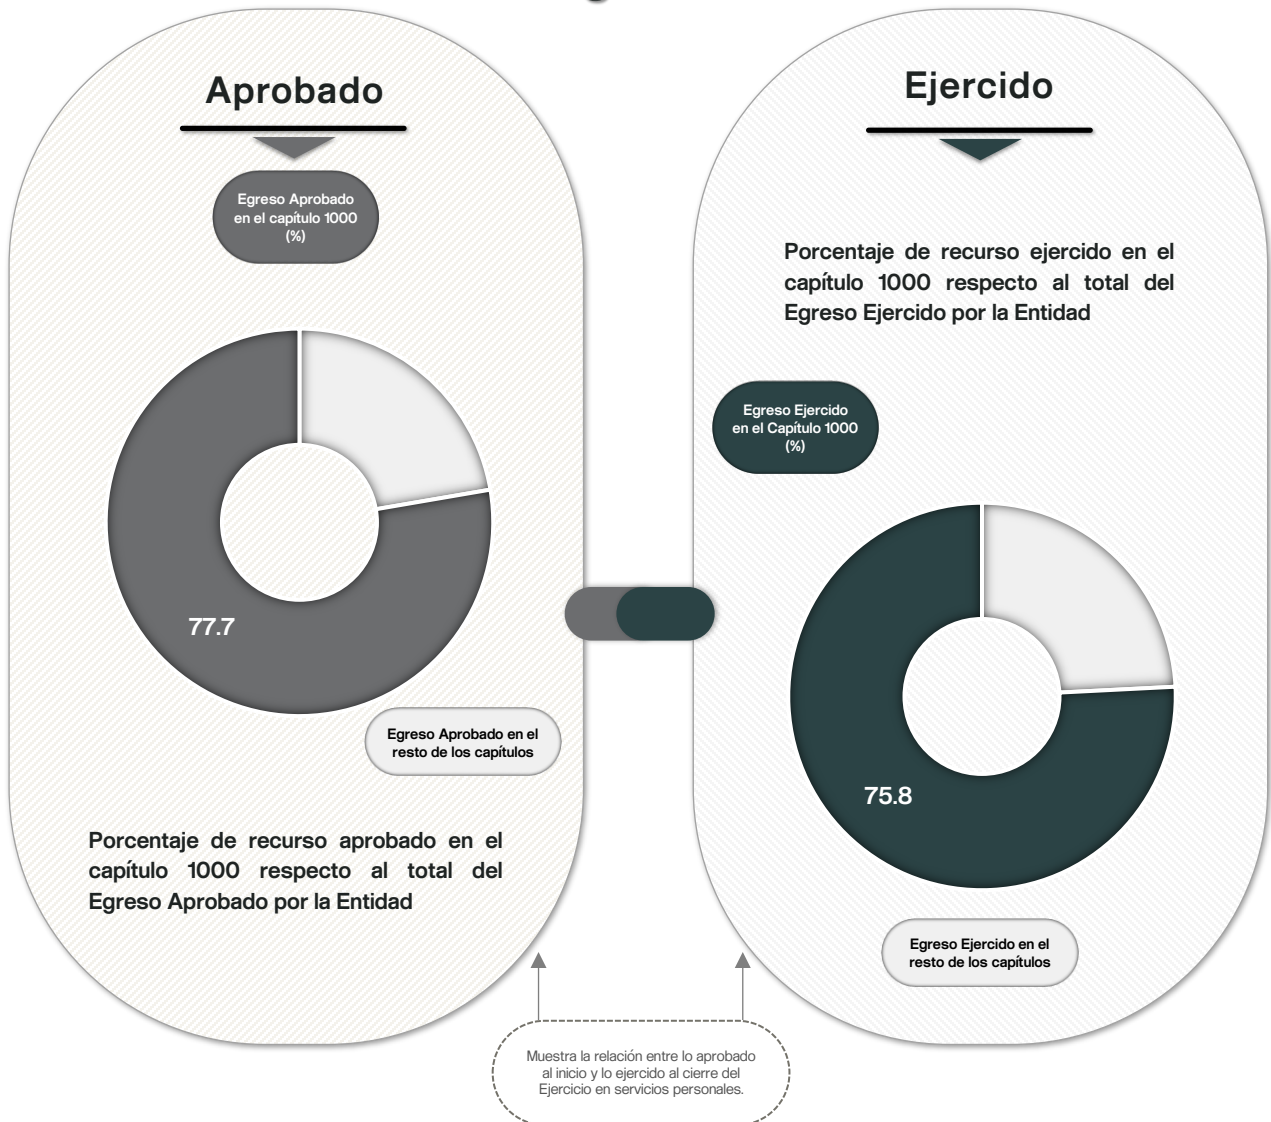 Aprobado
Egreso Aprobado
en el capítulo 1000
(%)
77.7
Egreso Aprobado en el
resto de los capítulos
Porcentaje de recurso aprobado en el
capítulo 1000 respecto al total del
Egreso Aprobado por la Entidad
Ejercido
Porcentaje de recurso ejercido en el
capítulo 1000 respecto al total del
Egreso Ejercido por la Entidad
Egreso Ejercido
en el Capítulo 1000
(%)
75.8
Egreso Ejercido en el
resto de los capítulos
Muestra la relación entre lo aprobado
al inicio y lo ejercido al cierre del
Ejercicio en servicios personales.